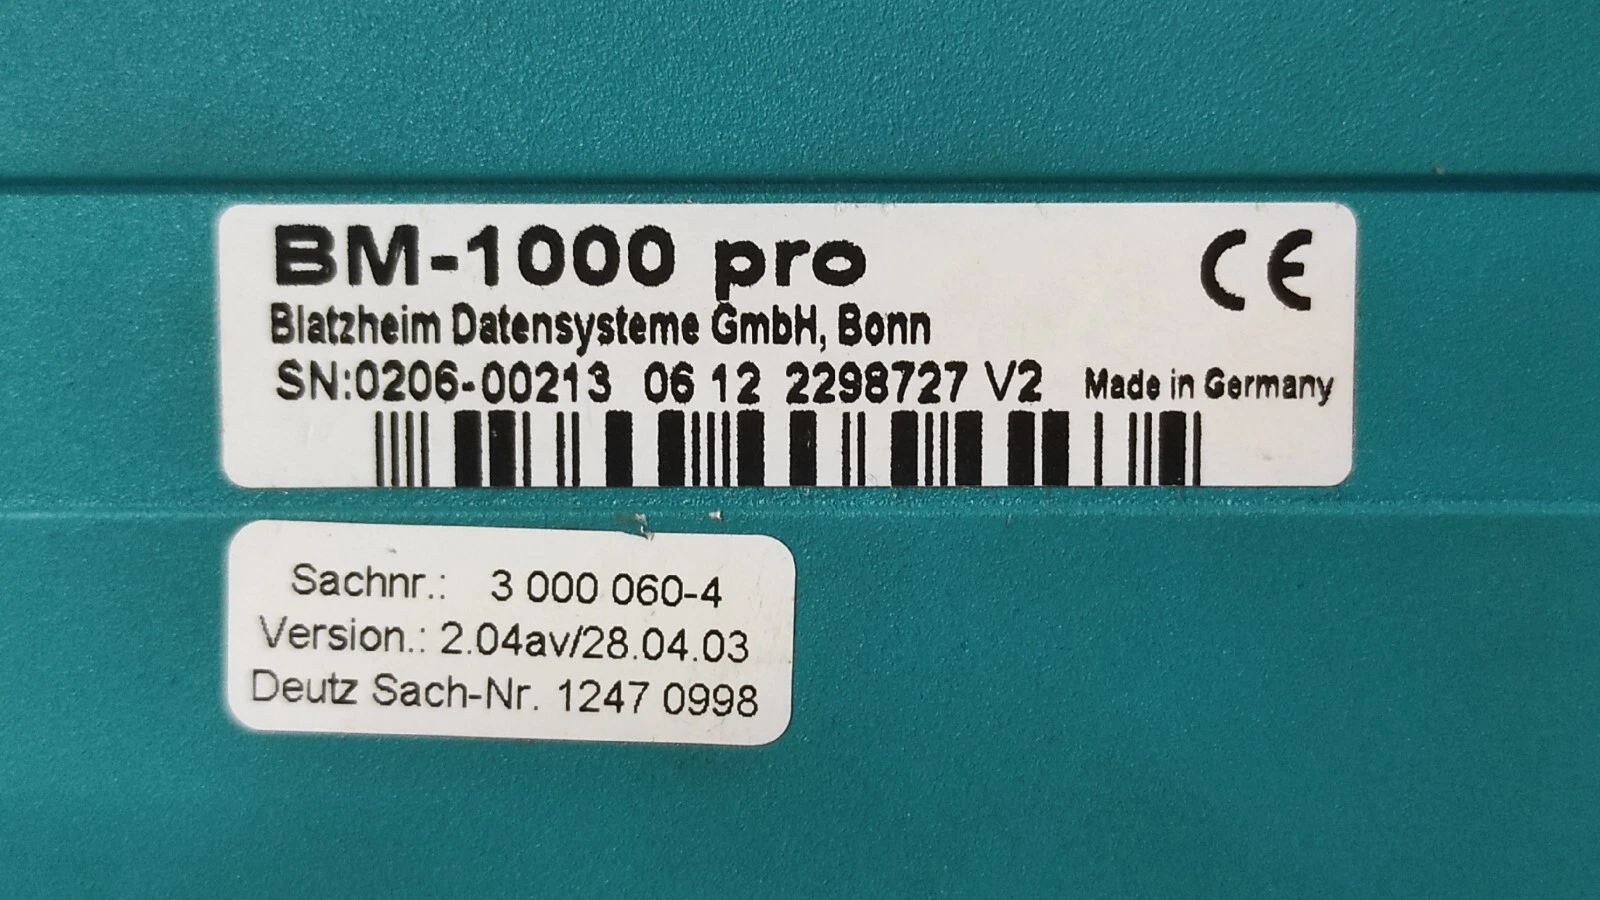 BM-1000 pro CE
Blatzheim Datensysteme GmbH, Bonn
SN:0206-00213 06 12 2298727 V2 Made in Germany
Sachnr.: 3 000 060-4
Version.: 2.04av/28.04.03
Deutz Sach-Nr. 1247 0998